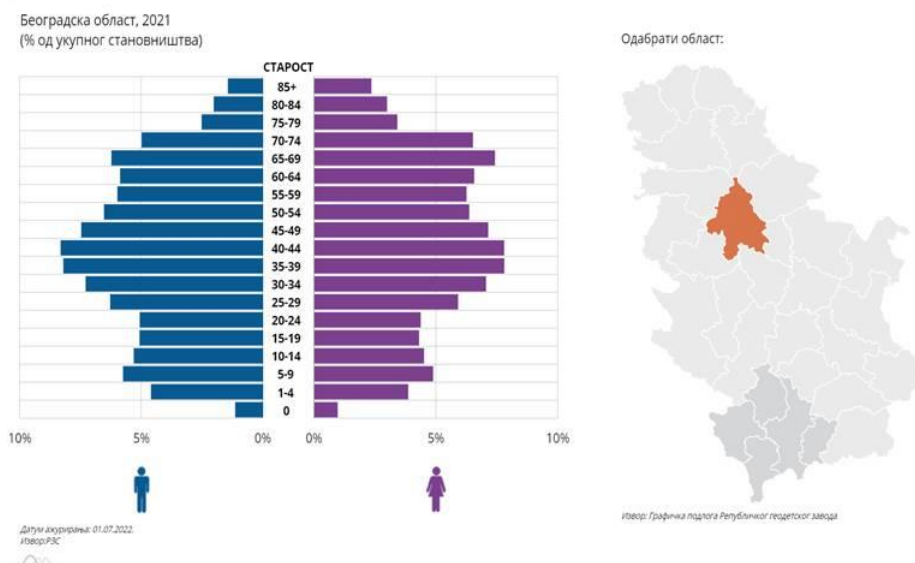 Београдска област, 2021
(% од укупног становништва)
Одабрати област:
СТАРОСТ
85+
80-84
75-79
70-74
65-69
60-64
55-59
50-54
45-49
40-44
35-39
30-34
25-29
20-24
15-19
10-14
5-9
1-4
0
10% 5% 0% 0% 5% 10%
Датум ажурирања: 01.07.2022.
Извор:РЗС
Извор: Графичка подлога Републичког геодетског завода